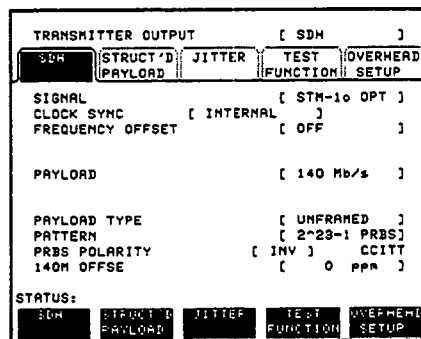 TRANSMITTER OUTPUT [ SDH ]
SDH STRUCT'D PAYLOAD JITTER TEST FUNCTION OVERHEAD SETUP
SIGNAL [ STM-1o OPT ]
CLOCK SYNC [ INTERNAL ]
FREQUENCY OFFSET [ OFF ]
PAYLOAD [ 140 Mb/s ]
PAYLOAD TYPE [ UNFRAMED ]
PATTERN [ 2^23-1 PRBS]
PRBS POLARITY [ INV ] CCITT
140M OFFSE [ 0 ppm ]
STATUS:
SDH STRUCT'D PAYLOAD JITTER TEST FUNCTION OVERHEAD SETUP